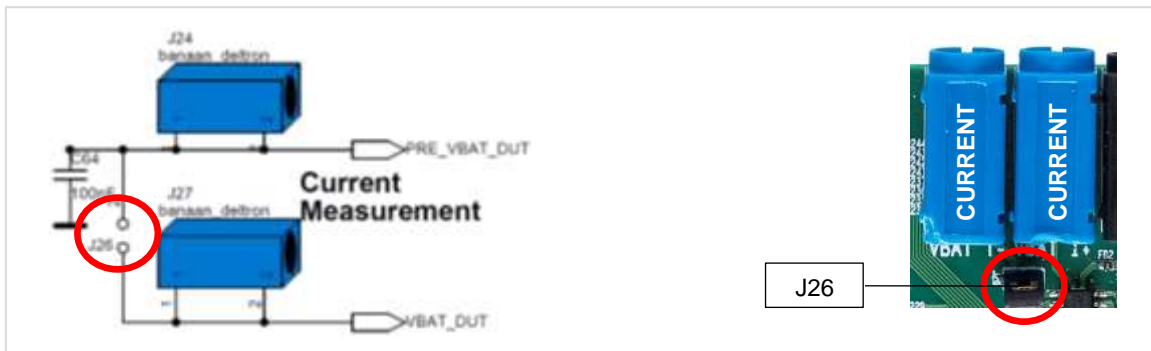 J24
banaan_deltron
PRE_VBAT_DUT
C64
100nF
Current
Measurement
J27
banaan_deltron
J26
VBAT_DUT
CURRENT
CURRENT
VBAT
J26